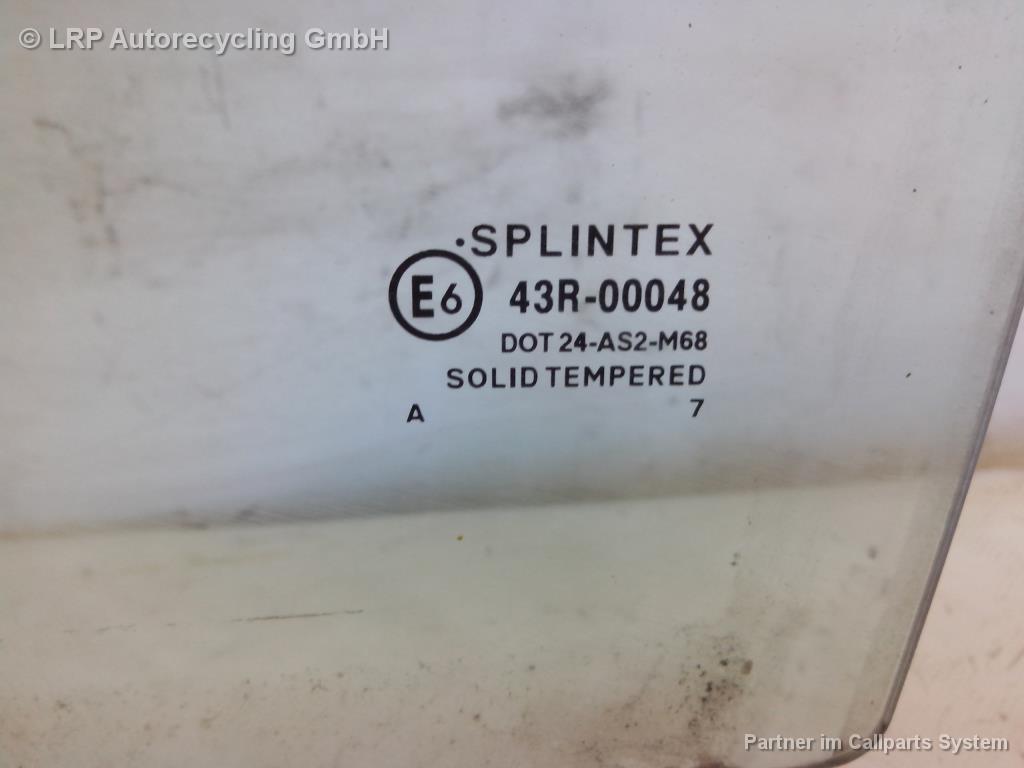 © LRP Autorecycling GmbH
·SPLINTEX
E6 43R-00048
DOT 24-AS2-M68
SOLID TEMPERED
A 7
Partner im Callparts System